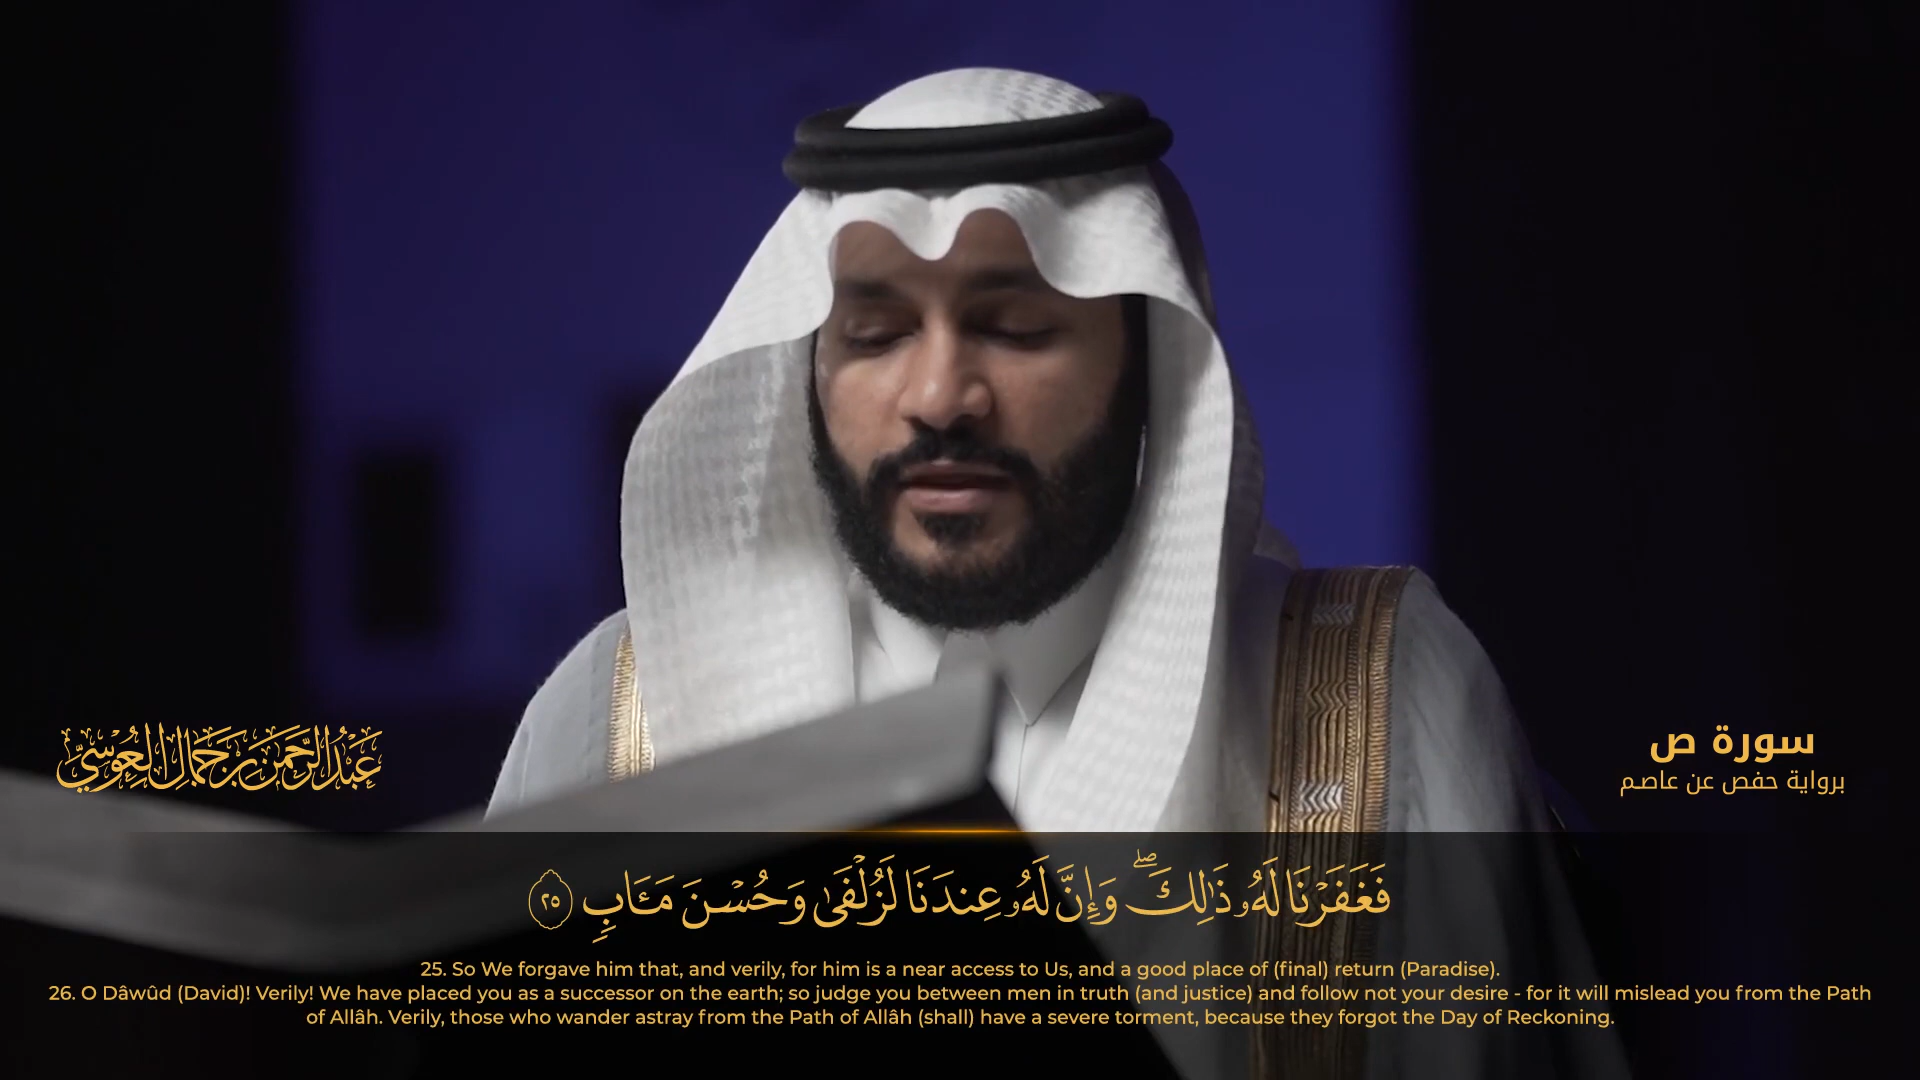 عَبْدُ الرَّحْمَن بن جَمَال العُوسِيّ
سورة ص
برواية حفص عن عاصم
فَغَفَرْنَا لَهُۥ ذَٰلِكَۖ وَإِنَّ لَهُۥ عِندَنَا لَزُلْفَىٰ وَحُسْنَ مَـَٔابٍ ٢٥
25. So We forgave him that, and verily, for him is a near access to Us, and a good place of (final) return (Paradise).
26. O Dâwûd (David)! Verily! We have placed you as a successor on the earth; so judge you between men in truth (and justice) and follow not your desire - for it will mislead you from the Path
of Allâh. Verily, those who wander astray from the Path of Allâh (shall) have a severe torment, because they forgot the Day of Reckoning.